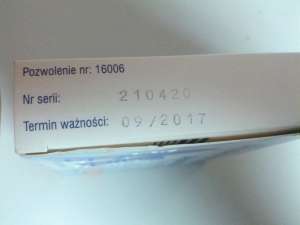 Pozwolenie nr: 16006
Nr serii: 210420
Termin ważności: 09/2017